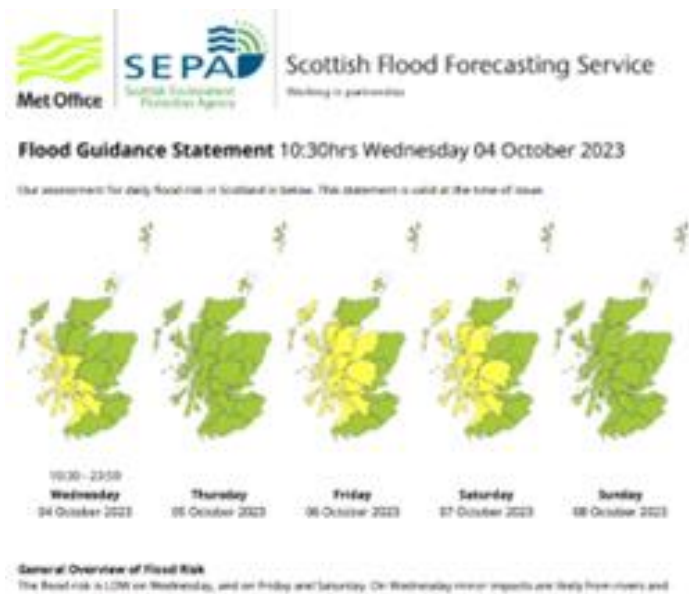 Met Office
SEPA
Scottish Environment
Protection Agency
Scottish Flood Forecasting Service
Working in partnership
Flood Guidance Statement 10:30hrs Wednesday 04 October 2023
Our assessment for daily flood risk in Scotland is below. This statement is valid at the time of issue.
10:30 - 23:59
Wednesday Thursday Friday Saturday Sunday
04 October 2023 05 October 2023 06 October 2023 07 October 2023 08 October 2023
General Overview of Flood Risk
The flood risk is LOW on Wednesday, and on Friday and Saturday. On Wednesday minor impacts are likely from rivers and